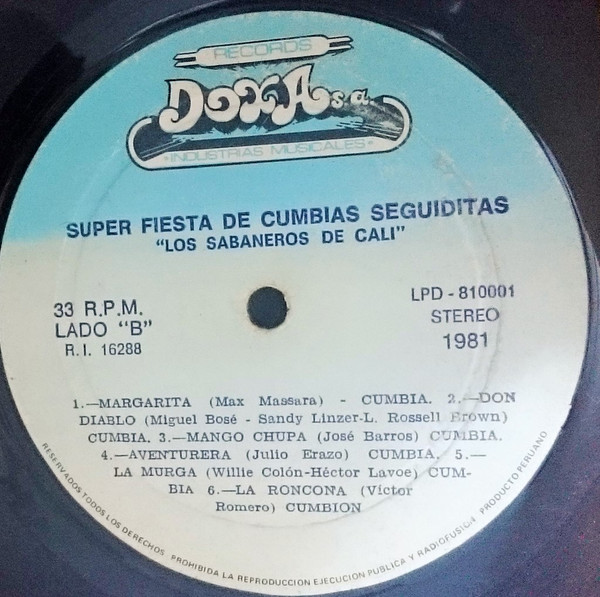 RECORDS
DOXA s.a.
INDUSTRIAS MUSICALES
SUPER FIESTA DE CUMBIAS SEGUIDITAS
"LOS SABANEROS DE CALI"
33 R.P.M.
LADO "B"
R.I. 16288
LPD - 810001
STEREO
1981
1.—MARGARITA (Max Massara) - CUMBIA. 2.—DON
DIABLO (Miguel Bosé - Sandy Linzer-L. Rossell Brown)
CUMBIA. 3.—MANGO CHUPA (José Barros) CUMBIA.
4.—AVENTURERA (Julio Erazo) CUMBIA. 5.—
LA MURGA (Willie Colón-Héctor Lavoe) CUM-
BIA 6.—LA RONCONA (Víctor
Romero) CUMBION
RESERVADOS TODOS LOS DERECHOS PROHIBIDA LA REPRODUCCION EJECUCION PUBLICA Y RADIOFUSION PRODUCTO PERUANO